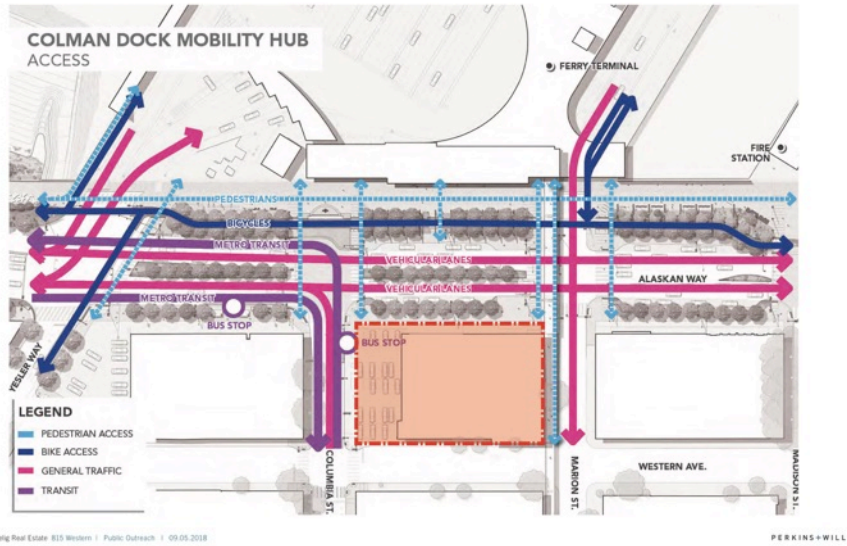 COLMAN DOCK MOBILITY HUB
ACCESS
FERRY TERMINAL
FIRE
STATION
PEDESTRIANS
BICYCLES
METRO TRANSIT
VEHICULAR LANES
ALASKAN WAY
VEHICULAR LANES
METRO TRANSIT
BUS STOP
BUS STOP
YESLER WAY
LEGEND
PEDESTRIAN ACCESS
BIKE ACCESS
GENERAL TRAFFIC
TRANSIT
COLUMBIA ST.
MARION ST.
WESTERN AVE.
MADISON ST.
Real Estate 815 Western | Public Outreach | 09.05.2018
PERKINS+WILL